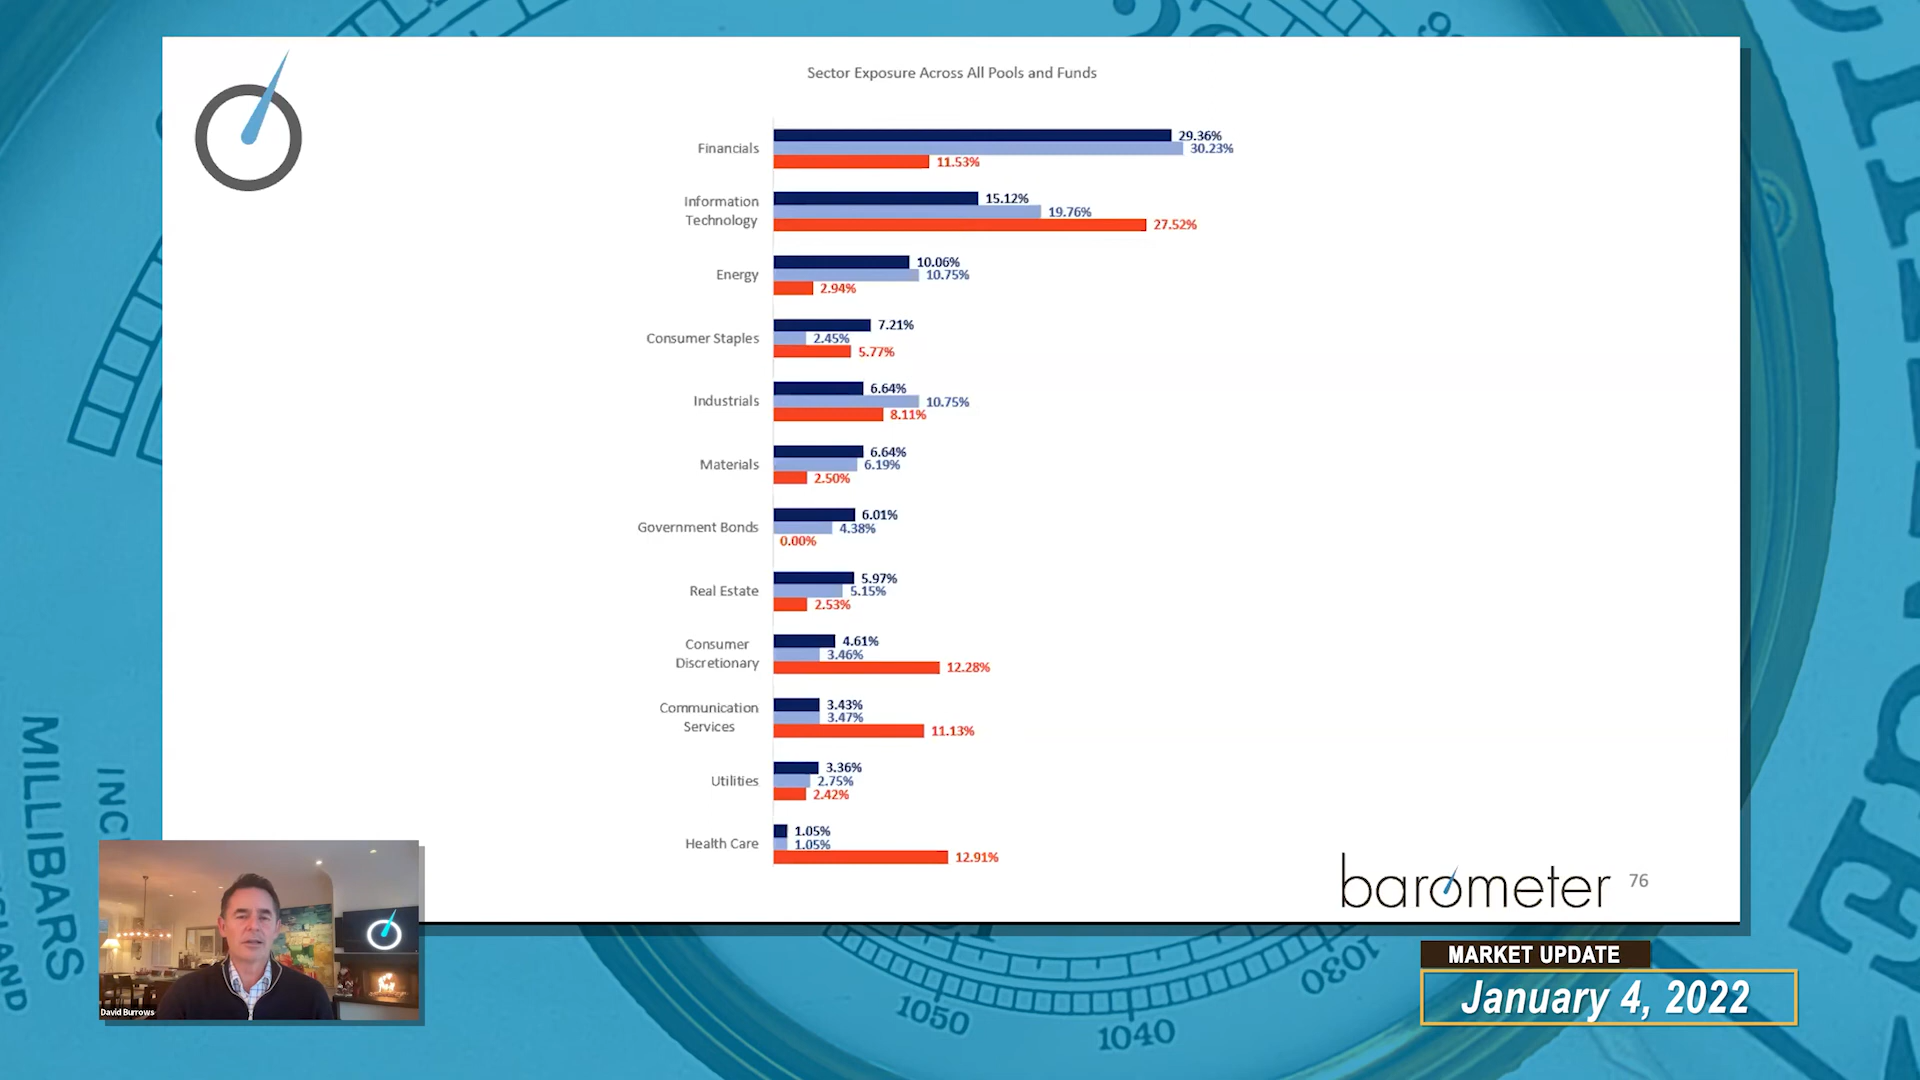 Sector Exposure Across All Pools and Funds
Financials
29.36%
30.23%
11.53%
Information
Technology
15.12%
19.76%
27.52%
Energy
10.06%
10.75%
2.94%
Consumer Staples
7.21%
2.45%
5.77%
Industrials
6.64%
10.75%
8.11%
Materials
6.64%
6.19%
2.50%
Government Bonds
6.01%
4.38%
0.00%
Real Estate
5.97%
5.15%
2.53%
Consumer
Discretionary
4.61%
3.46%
12.28%
Communication
Services
3.43%
3.47%
11.13%
Utilities
3.36%
2.75%
2.42%
Health Care
1.05%
1.05%
12.91%
barometer
76
David Burrows
MARKET UPDATE
January 4, 2022
MILLIBARS
1050
1040
1030